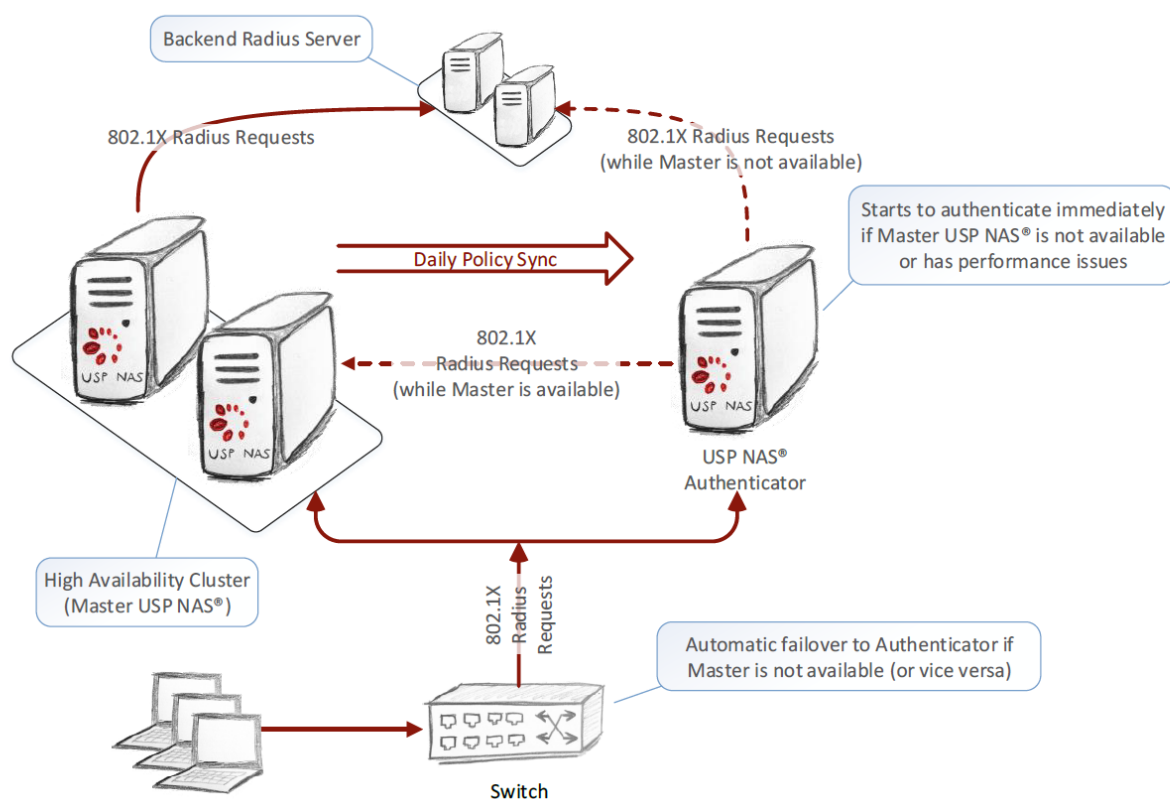 Backend Radius Server
802.1X Radius Requests
802.1X Radius Requests
(while Master is not available)
Starts to authenticate immediately
if Master USP NAS® is not available
or has performance issues
Daily Policy Sync
802.1X
Radius Requests
(while Master is available)
USP NAS
USP NAS
USP NAS
USP NAS®
Authenticator
High Availability Cluster
(Master USP NAS®)
802.1X
Radius
Requests
Automatic failover to Authenticator if
Master is not available (or vice versa)
Switch